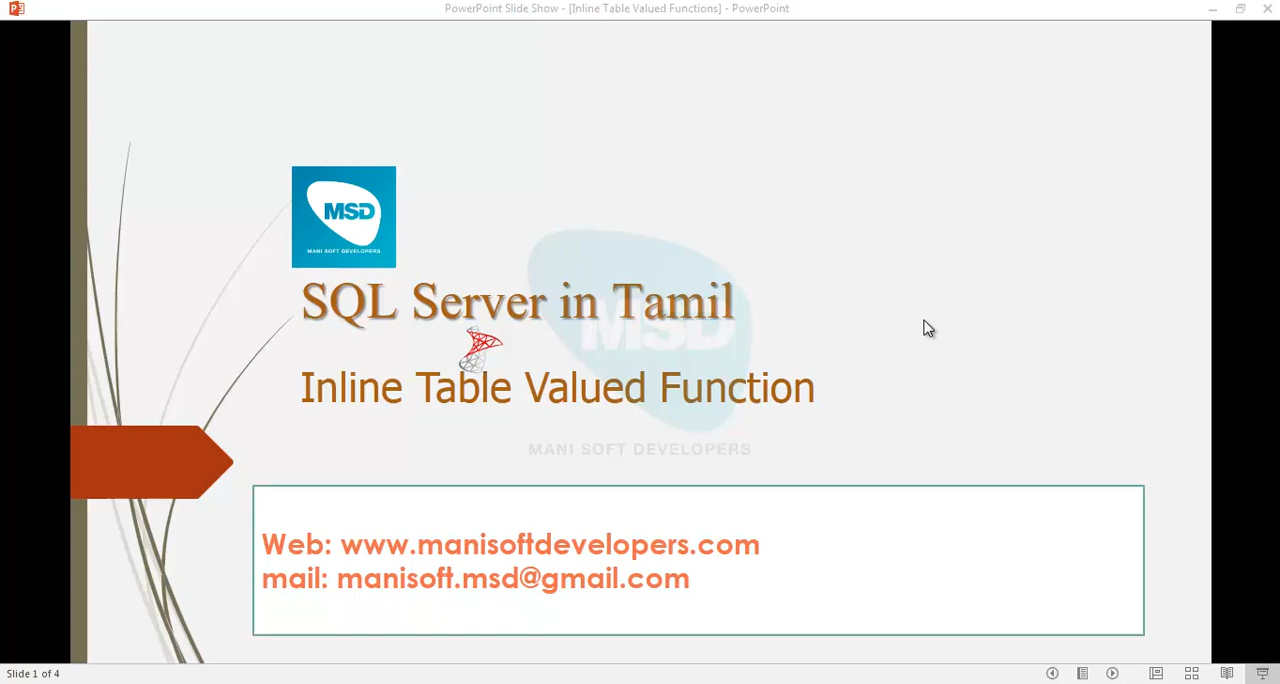 PowerPoint Slide Show - [Inline Table Valued Functions] - PowerPoint
MSD
MANI SOFT DEVELOPERS
SQL Server in Tamil
MSD
Inline Table Valued Function
MANI SOFT DEVELOPERS
Web: www.manisoftdevelopers.com
mail: manisoft.msd@gmail.com
Slide 1 of 4